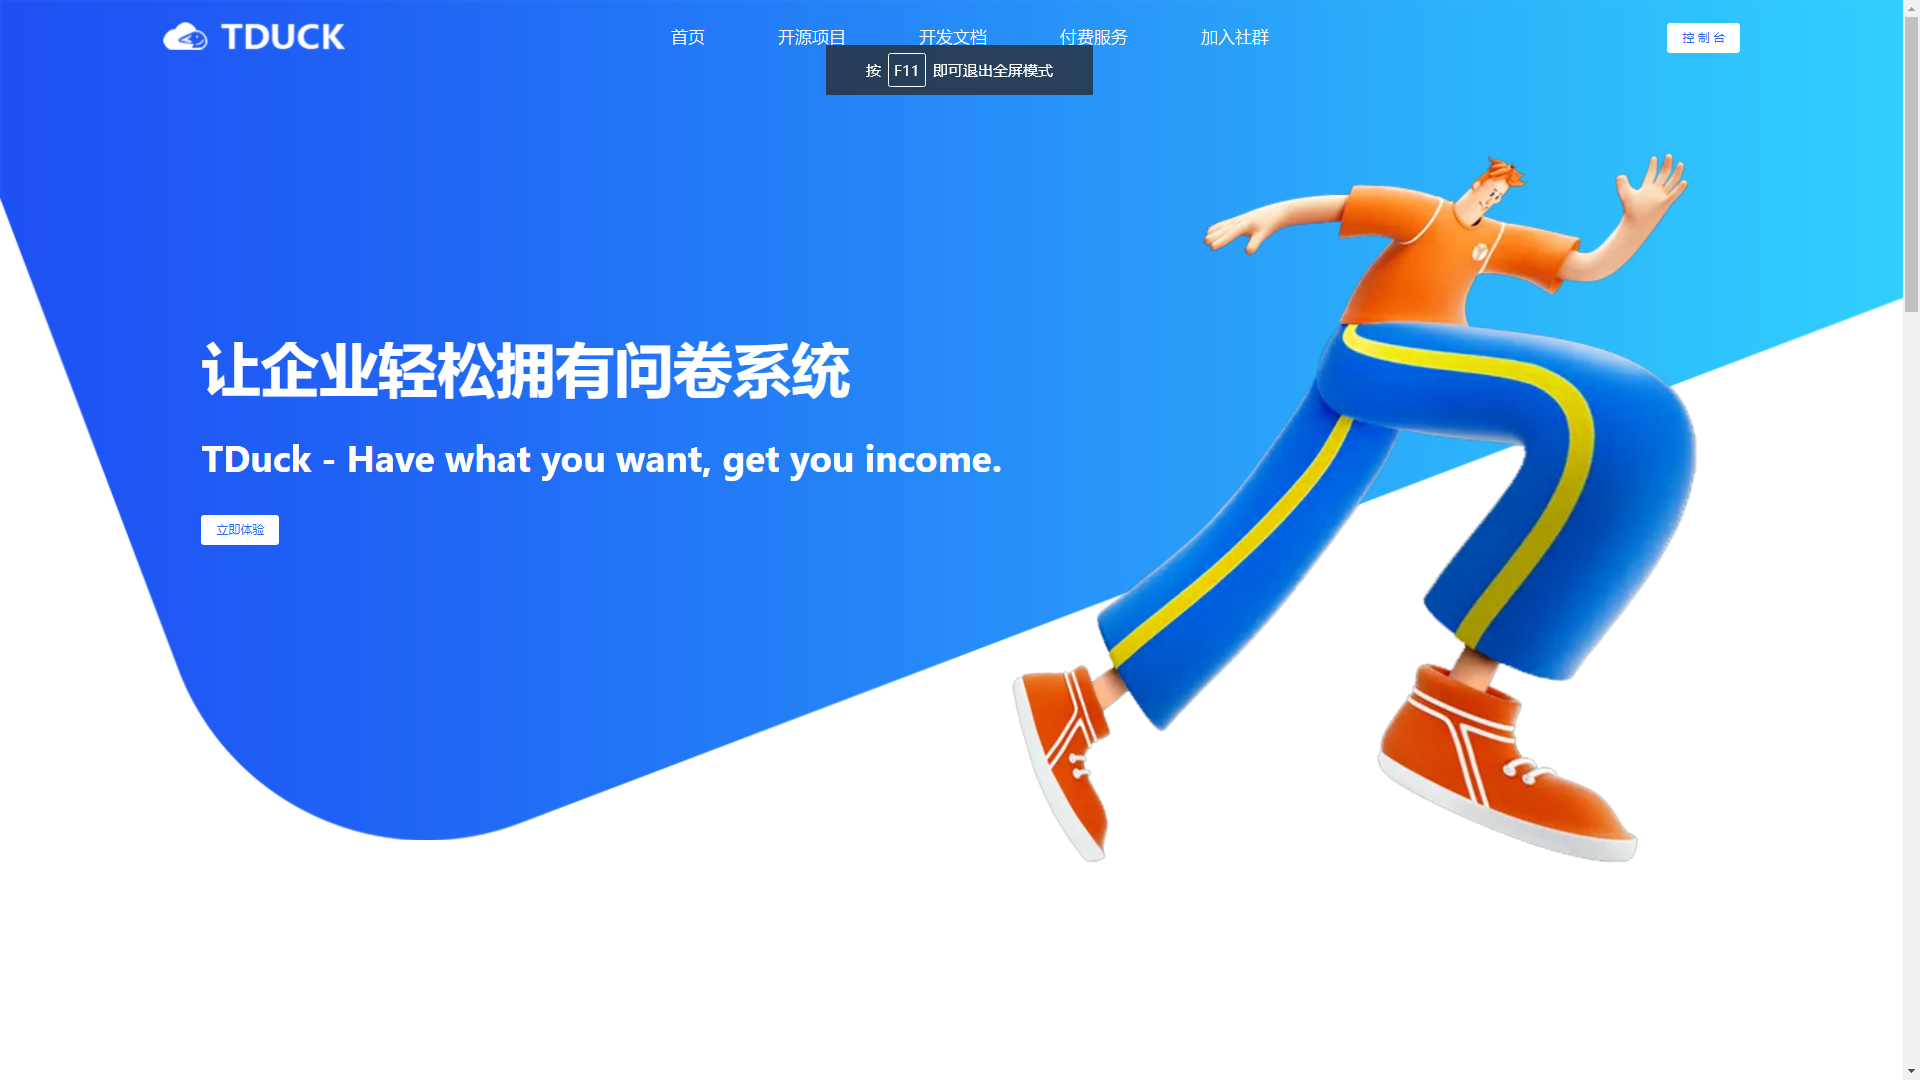 TDUCK
首页 开源项目 开发文档 付费服务 加入社群 控制台
按 F11 即可退出全屏模式
让企业轻松拥有问卷系统
TDuck - Have what you want, get you income.
立即体验